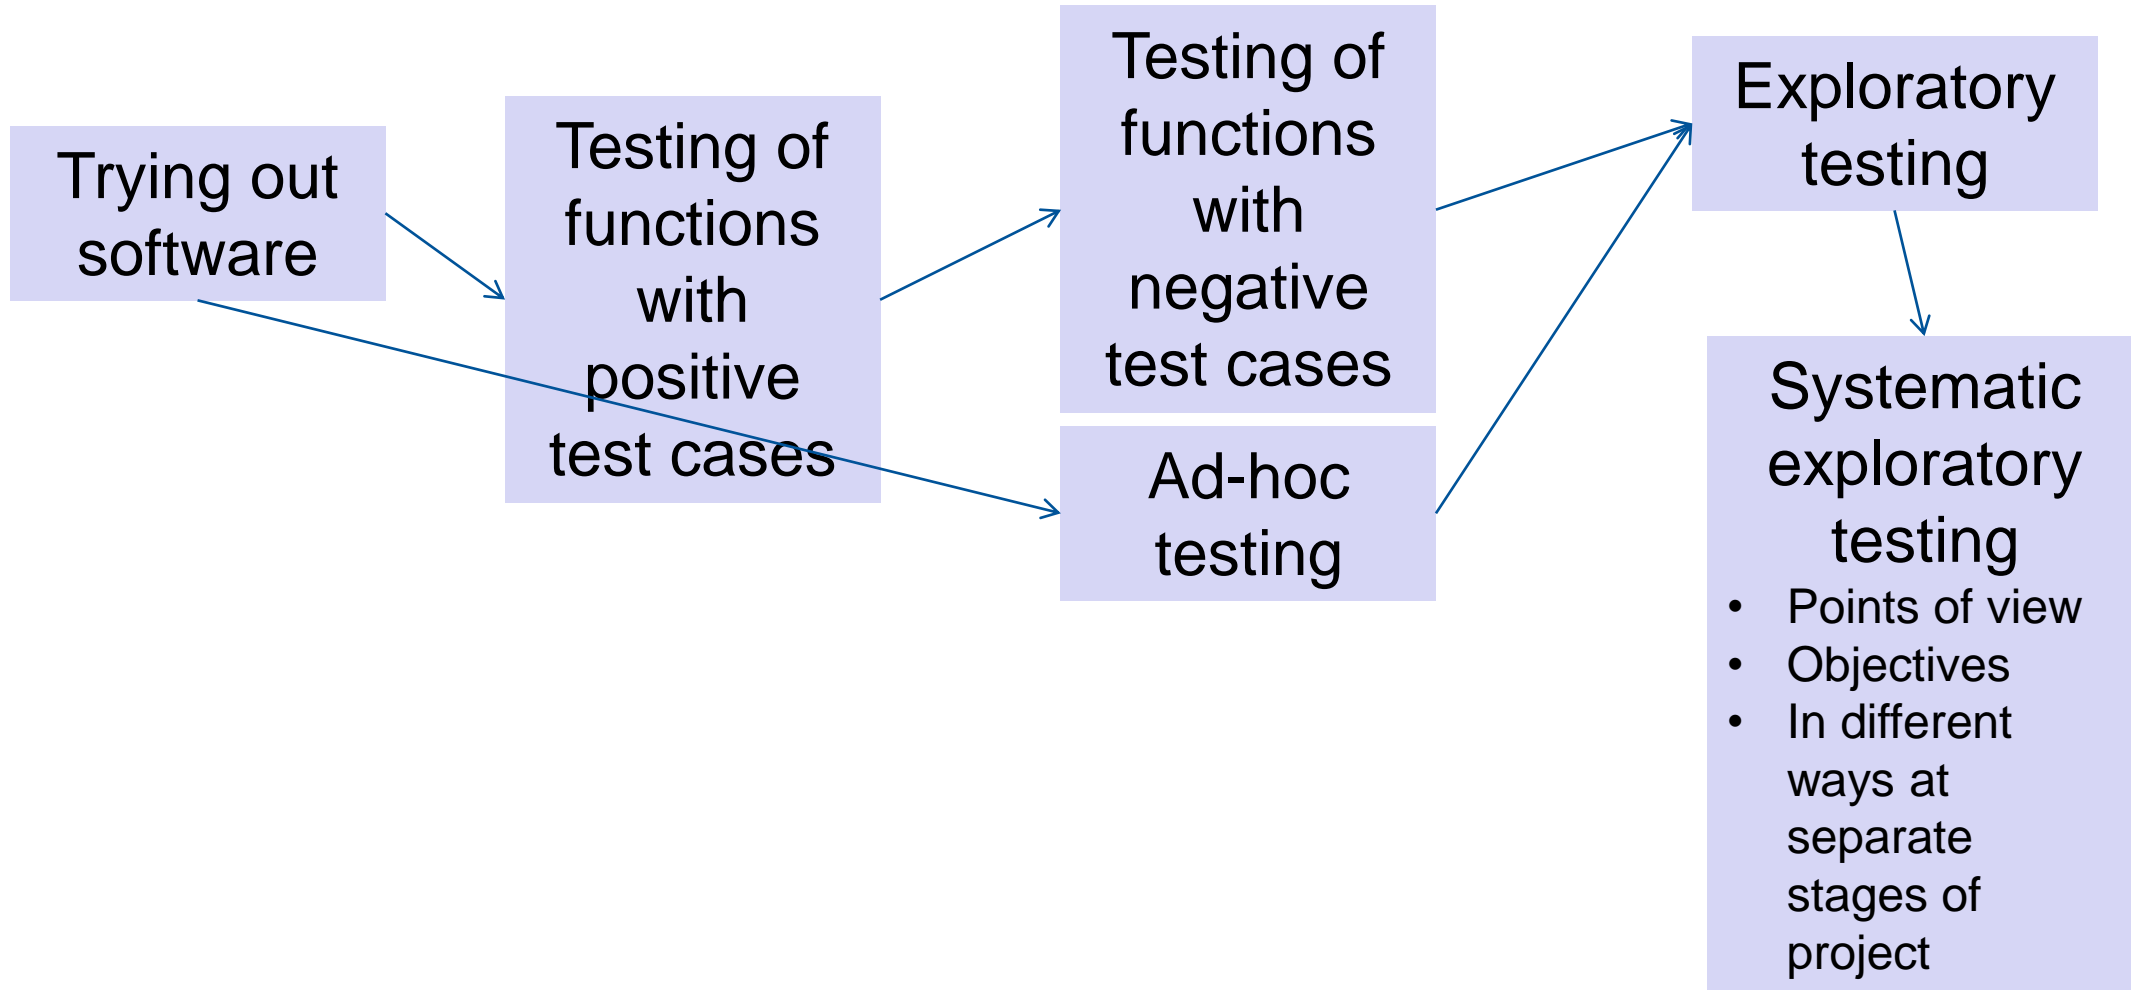 Trying out
software
Testing of
functions
with
positive
test cases
Testing of
functions
with
negative
test cases
Ad-hoc
testing
Exploratory
testing
Systematic
exploratory
testing
• Points of view
• Objectives
• In different
ways at
separate
stages of
project